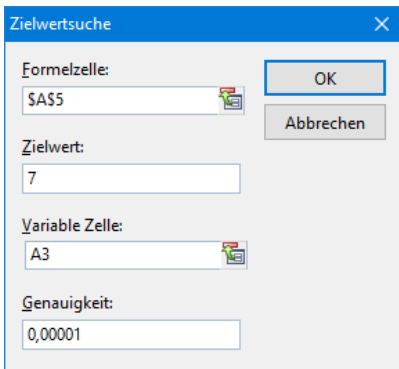 Zielwertsuche
Formelzelle:
$A$5
OK
Abbrechen
Zielwert:
7
Variable Zelle:
A3
Genauigkeit:
0,00001